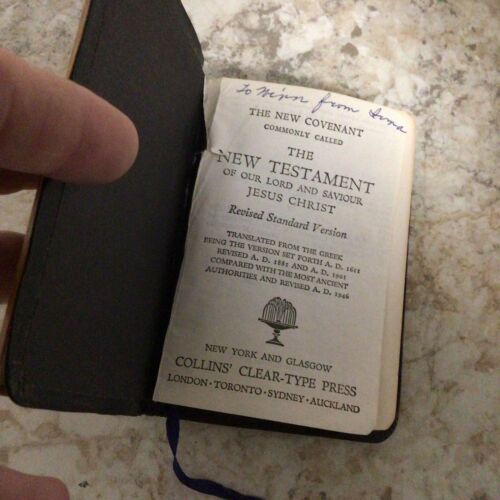 To Winn from Irma
THE NEW COVENANT
COMMONLY CALLED
THE
NEW TESTAMENT
OF OUR LORD AND SAVIOUR
JESUS CHRIST
Revised Standard Version
TRANSLATED FROM THE GREEK
BEING THE VERSION SET FORTH A. D. 1611
REVISED A. D. 1881 AND A. D. 1901
COMPARED WITH THE MOST ANCIENT
AUTHORITIES, AND REVISED A. D. 1946
NEW YORK AND GLASGOW
COLLINS' CLEAR-TYPE PRESS
LONDON · TORONTO · SYDNEY · AUCKLAND